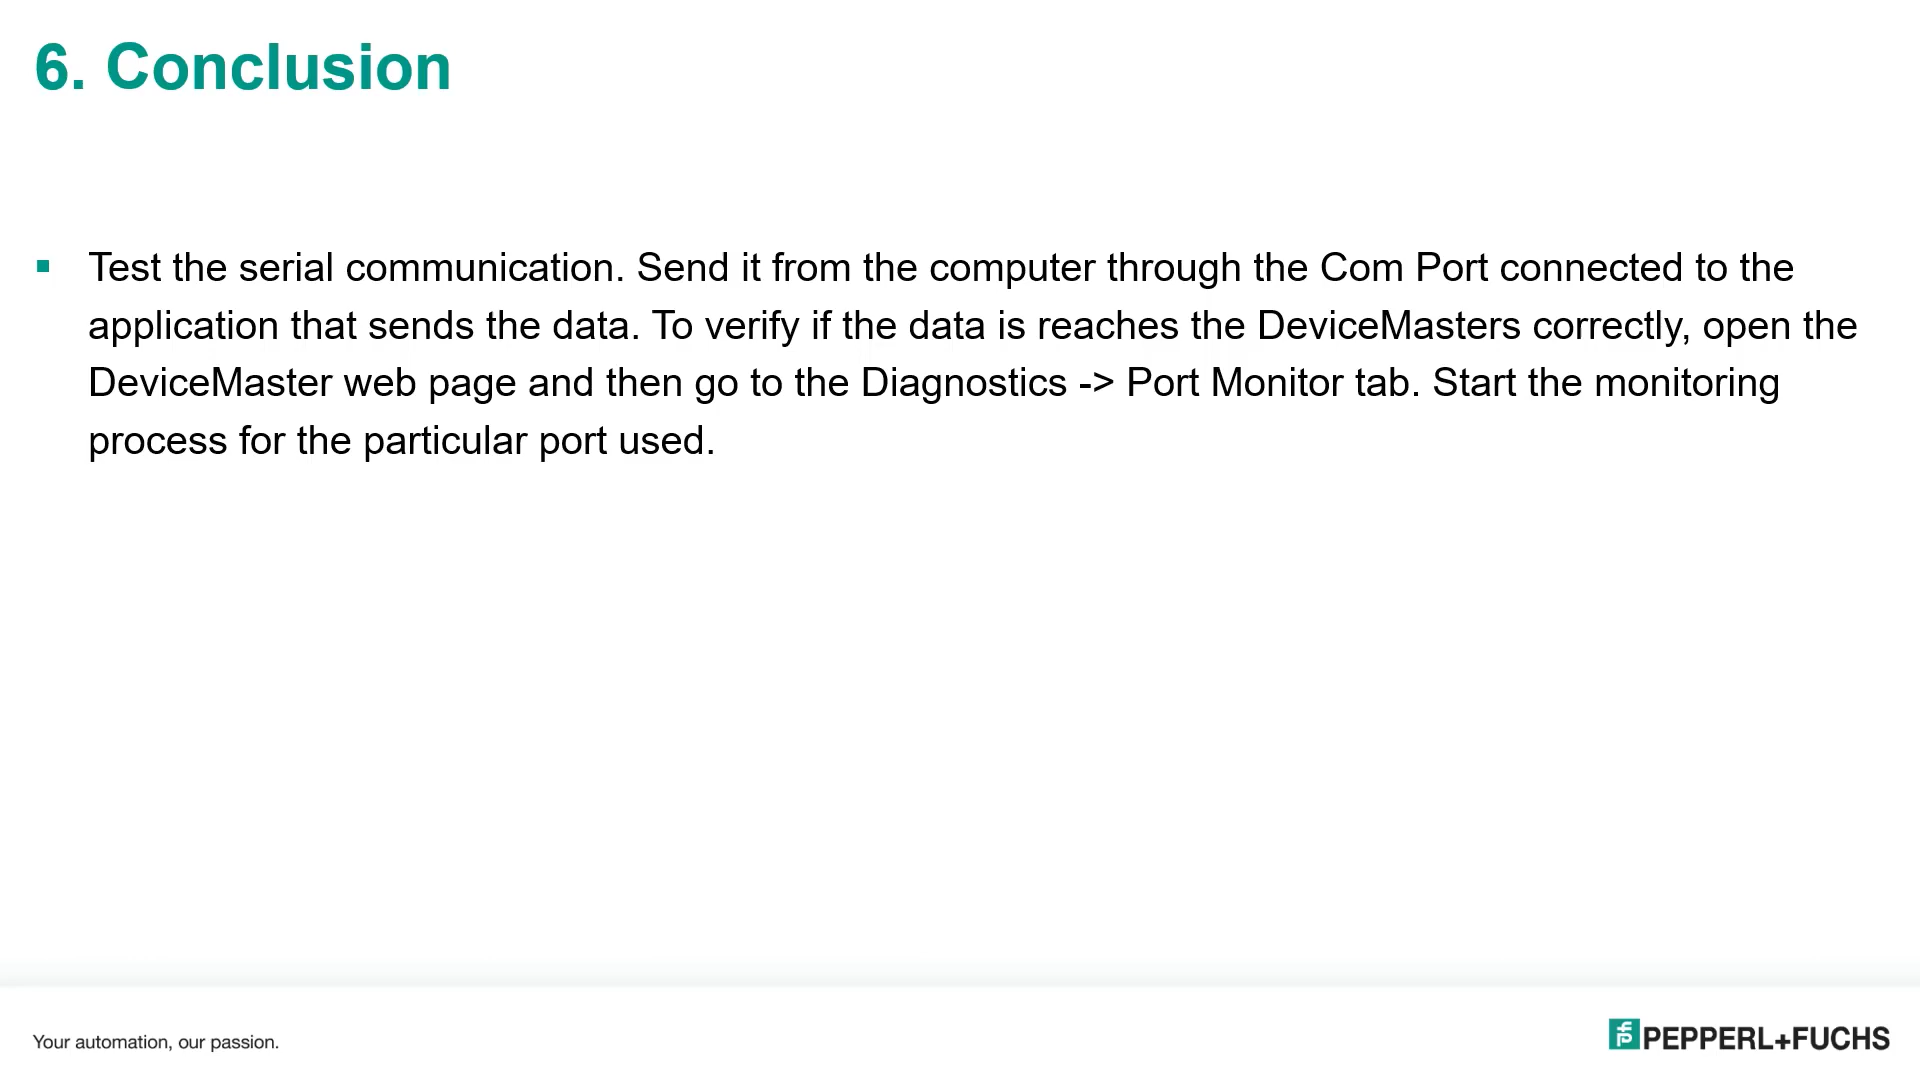 6. Conclusion
▪ Test the serial communication. Send it from the computer through the Com Port connected to the
application that sends the data. To verify if the data is reaches the DeviceMasters correctly, open the
DeviceMaster web page and then go to the Diagnostics -> Port Monitor tab. Start the monitoring
process for the particular port used.
Your automation, our passion.
PEPPERL+FUCHS